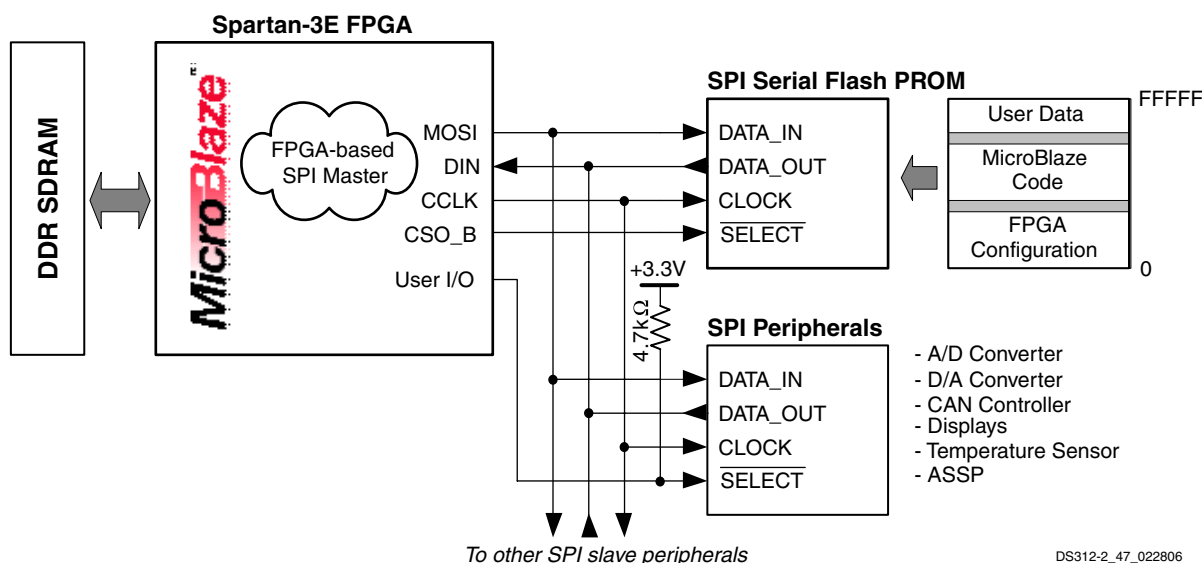 Spartan-3E FPGA
DDR SDRAM
MicroBlaze
FPGA-based
SPI Master
MOSI
DIN
CCLK
CSO_B
User I/O
SPI Serial Flash PROM
DATA_IN
DATA_OUT
CLOCK
SELECT
User Data
MicroBlaze
Code
FPGA
Configuration
FFFFF
0
+3.3V
4.7kΩ
SPI Peripherals
DATA_IN
DATA_OUT
CLOCK
SELECT
- A/D Converter
- D/A Converter
- CAN Controller
- Displays
- Temperature Sensor
- ASSP
To other SPI slave peripherals
DS312-2_47_022806